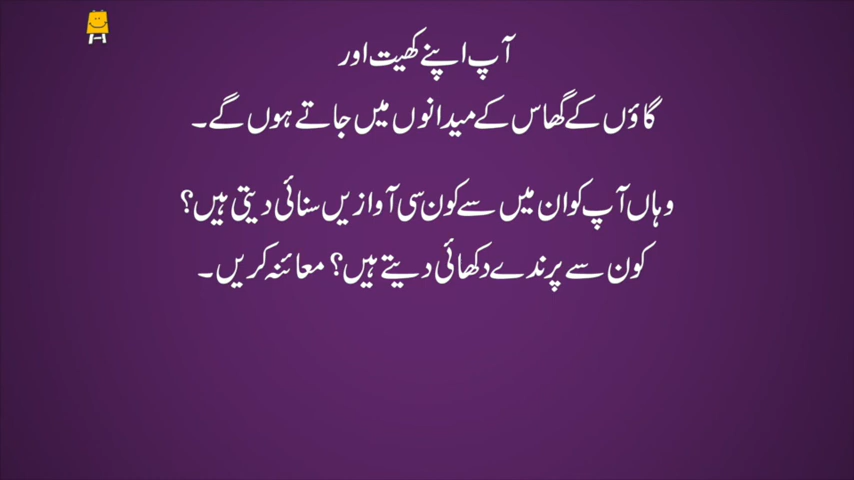 آپ اپنے کھیت اور
گاؤں کے گھاس کے میدانوں میں جاتے ہوں گے۔
وہاں آپ کو ان میں سے کون سی آوازیں سنائی دیتی ہیں؟
کون سے پرندے دکھائی دیتے ہیں؟ معائنہ کریں۔